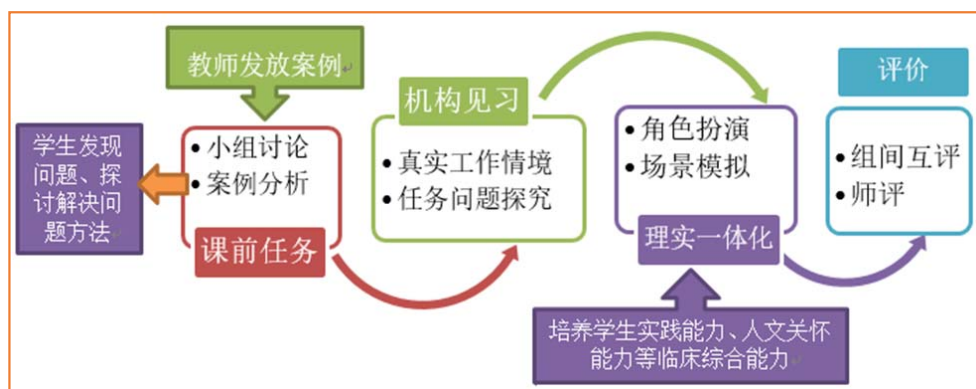 教师发放案例
学生发现
问题、探
讨解决问
题方法
•小组讨论
•案例分析
课前任务
机构见习
•真实工作情境
•任务问题探究
•角色扮演
•场景模拟
理实一体化
培养学生实践能力、人文关怀
能力等临床综合能力
评价
•组间互评
•师评